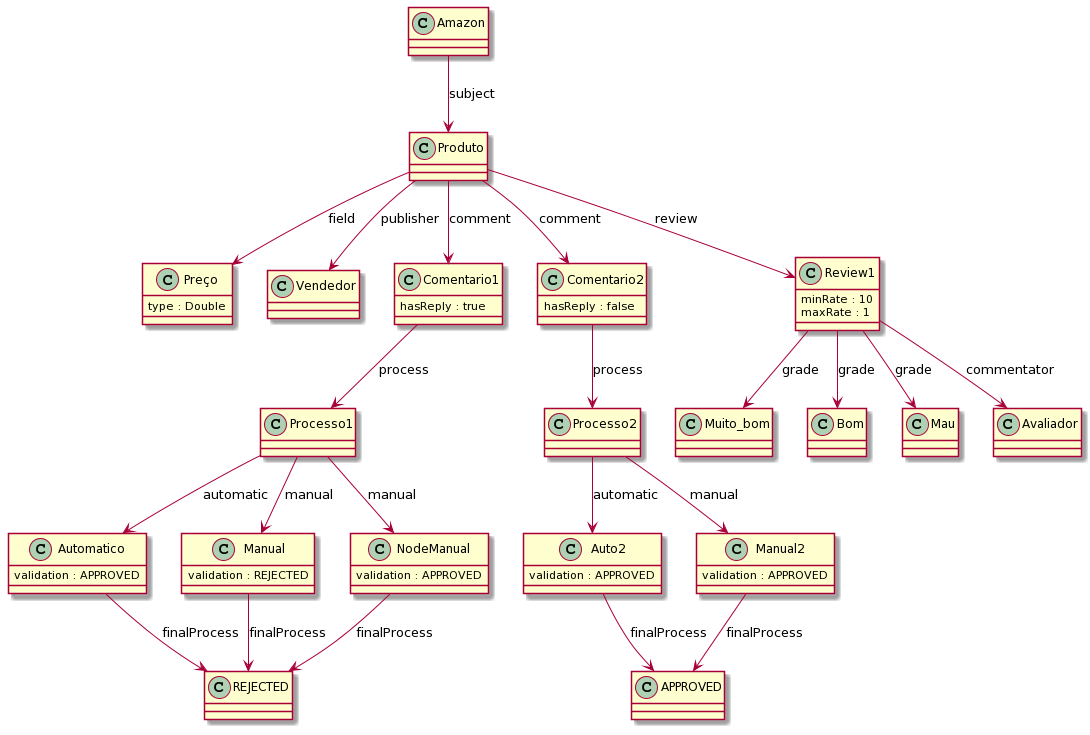 C Amazon
subject
C Produto
field
publisher
comment
comment
review
C Preço
type : Double
C Vendedor
C Comentario1
hasReply : true
C Comentario2
hasReply : false
C Review1
minRate : 10
maxRate : 1
process
process
grade
grade
grade
commentator
C Processo1
C Processo2
C Muito_bom
C Bom
C Mau
C Avaliador
automatic
manual
manual
automatic
manual
C Automatico
validation : APPROVED
C Manual
validation : REJECTED
C NodeManual
validation : APPROVED
C Auto2
validation : APPROVED
C Manual2
validation : APPROVED
finalProcess
finalProcess
finalProcess
finalProcess
finalProcess
C REJECTED
C APPROVED